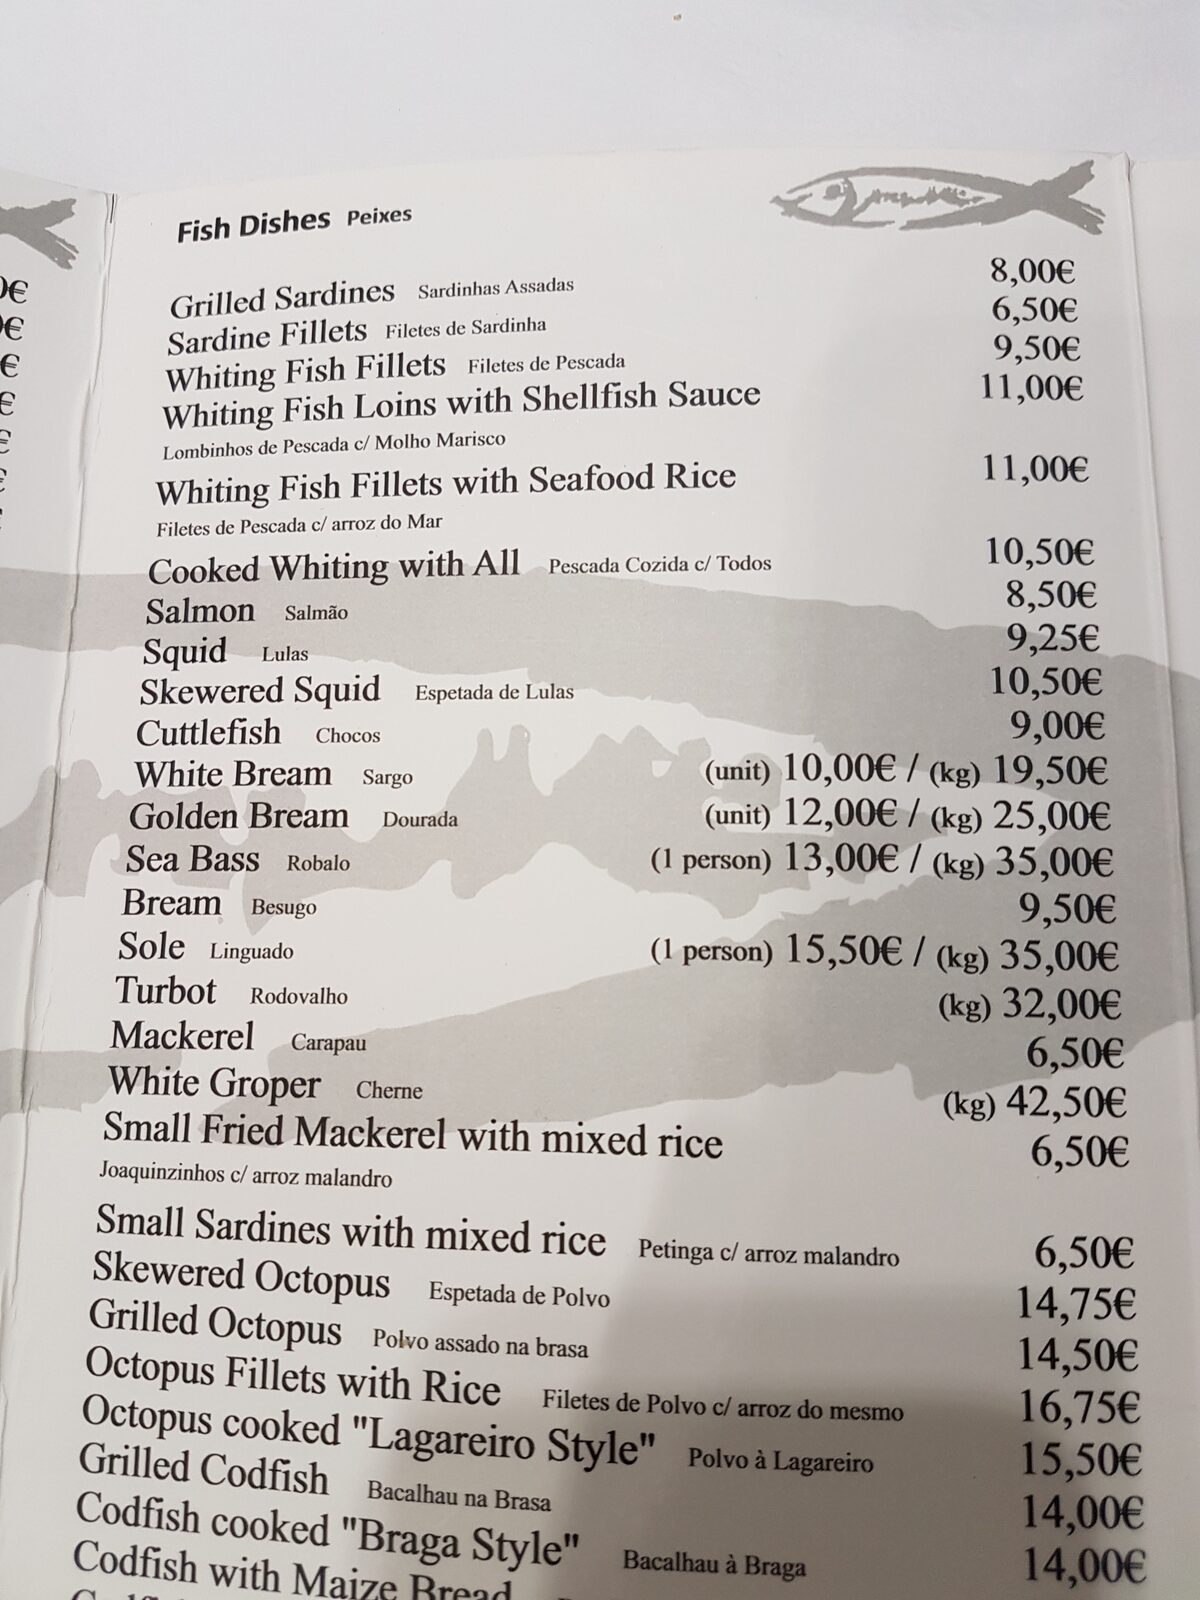 Fish Dishes Peixes
Grilled Sardines Sardinhas Assadas 8,00€
Sardine Fillets Filetes de Sardinha 6,50€
Whiting Fish Fillets Filetes de Pescada 9,50€
Whiting Fish Loins with Shellfish Sauce 11,00€
Lombinhos de Pescada c/ Molho Marisco
Whiting Fish Fillets with Seafood Rice 11,00€
Filetes de Pescada c/ arroz do Mar
Cooked Whiting with All Pescada Cozida c/ Todos 10,50€
Salmon Salmão 8,50€
Squid Lulas 9,25€
Skewered Squid Espetada de Lulas 10,50€
Cuttlefish Chocos 9,00€
White Bream Sargo (unit) 10,00€ / (kg) 19,50€
Golden Bream Dourada (unit) 12,00€ / (kg) 25,00€
Sea Bass Robalo (1 person) 13,00€ / (kg) 35,00€
Bream Besugo 9,50€
Sole Linguado (1 person) 15,50€ / (kg) 35,00€
Turbot Rodovalho (kg) 32,00€
Mackerel Carapau 6,50€
White Groper Cherne (kg) 42,50€
Small Fried Mackerel with mixed rice 6,50€
Joaquinzinhos c/ arroz malandro
Small Sardines with mixed rice Petinga c/ arroz malandro 6,50€
Skewered Octopus Espetada de Polvo 14,75€
Grilled Octopus Polvo assado na brasa 14,50€
Octopus Fillets with Rice Filetes de Polvo c/ arroz do mesmo 16,75€
Octopus cooked "Lagareiro Style" Polvo à Lagareiro 15,50€
Grilled Codfish Bacalhau na Brasa 14,00€
Codfish cooked "Braga Style" Bacalhau à Braga 14,00€
Codfish with Maize Bread